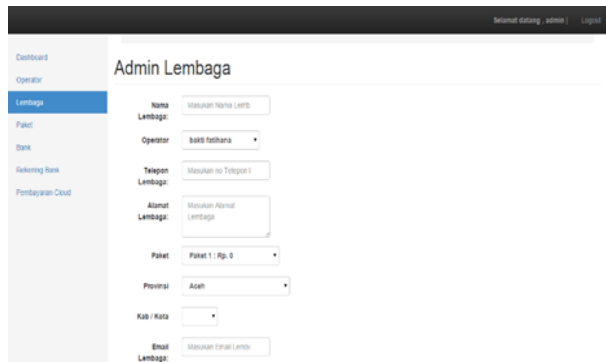 Selamat datang , admin | Logout
Dashboard
Operator
Lembaga
Paket
Bank
Rekening Bank
Pembayaran Cloud
Admin Lembaga
Nama Lembaga:
Masukan Nama Lemb
Operator
bakti fatihana
Telepon Lembaga:
Masukan no Telepon l
Alamat Lembaga:
Masukan Alamat
Lembaga
Paket
Paket 1 : Rp. 0
Provinsi
Aceh
Kab / Kota
Email Lembaga:
Masukan Email Lemb